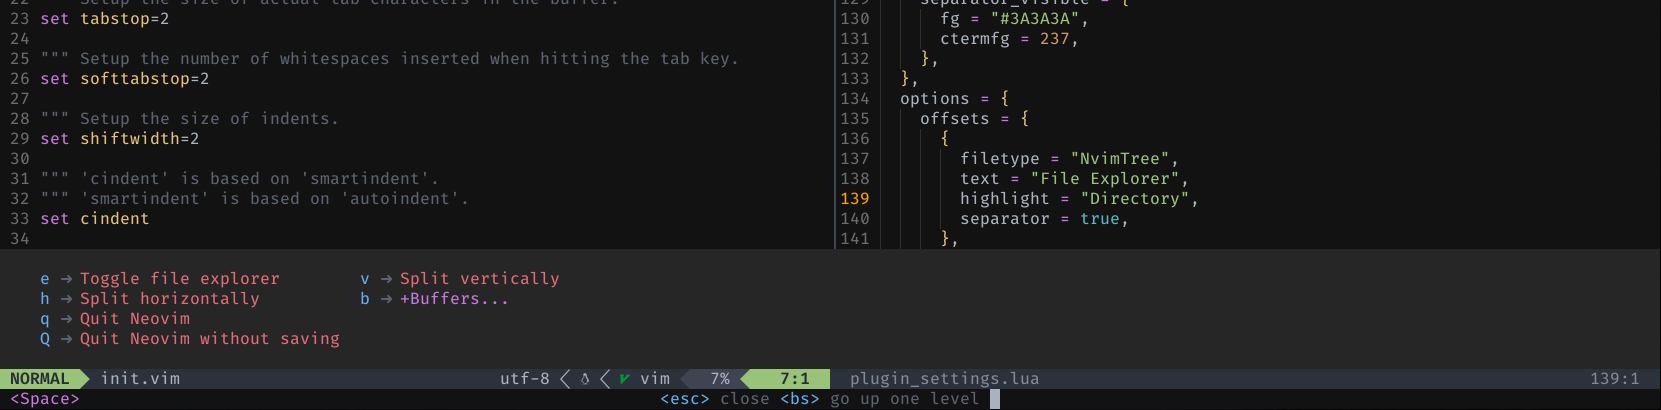 22 """ Setup the size of actual tab characters in the buffer.
23 set tabstop=2
24
25 """ Setup the number of whitespaces inserted when hitting the tab key.
26 set softtabstop=2
27
28 """ Setup the size of indents.
29 set shiftwidth=2
30
31 """ 'cindent' is based on 'smartindent'.
32 """ 'smartindent' is based on 'autoindent'.
33 set cindent
34
129 separator_visible = {
130 fg = "#3A3A3A",
131 ctermfg = 237,
132 },
133 },
134 options = {
135 offsets = {
136 {
137 filetype = "NvimTree",
138 text = "File Explorer",
139 highlight = "Directory",
140 separator = true,
141 },
e → Toggle file explorer
h → Split horizontally
q → Quit Neovim
Q → Quit Neovim without saving
v → Split vertically
b → +Buffers...
NORMAL init.vim utf-8 vim 7% 7:1
plugin_settings.lua 139:1
<Space> <esc> close <bs> go up one level